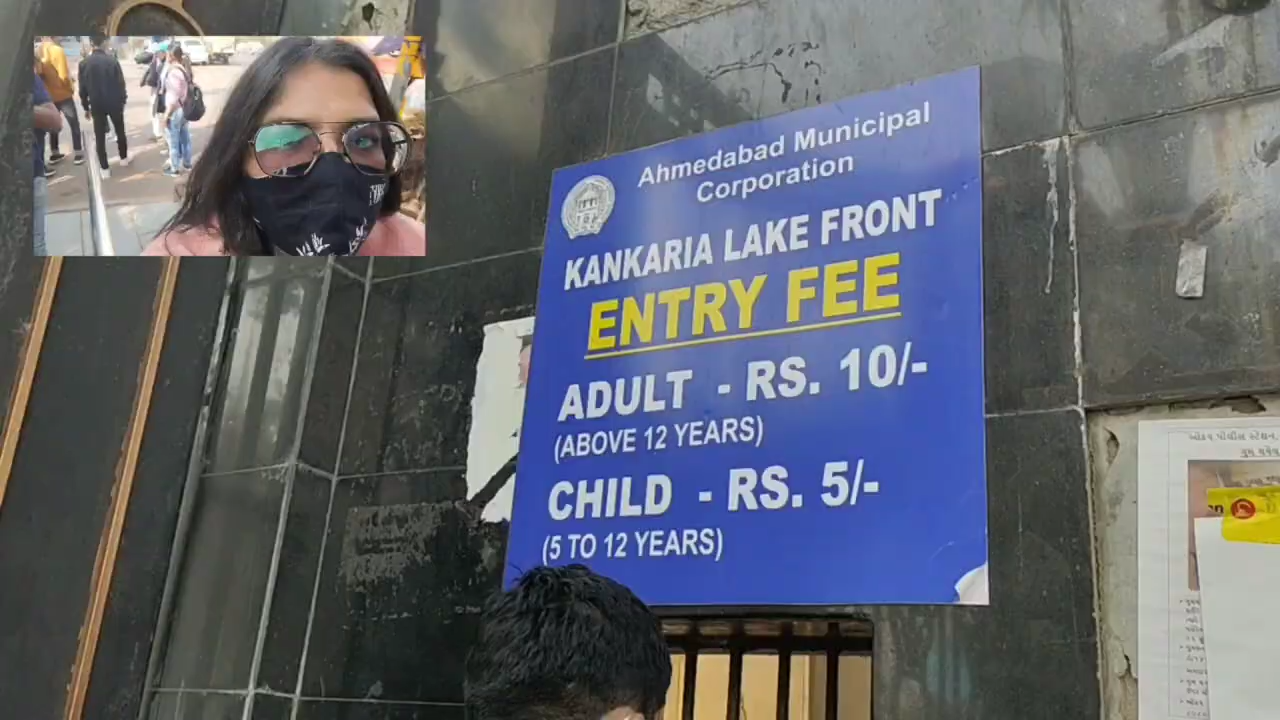 Ahmedabad Municipal
Corporation
KANKARIA LAKE FRONT
ENTRY FEE
ADULT - RS. 10/-
(ABOVE 12 YEARS)
CHILD - RS. 5/-
(5 TO 12 YEARS)